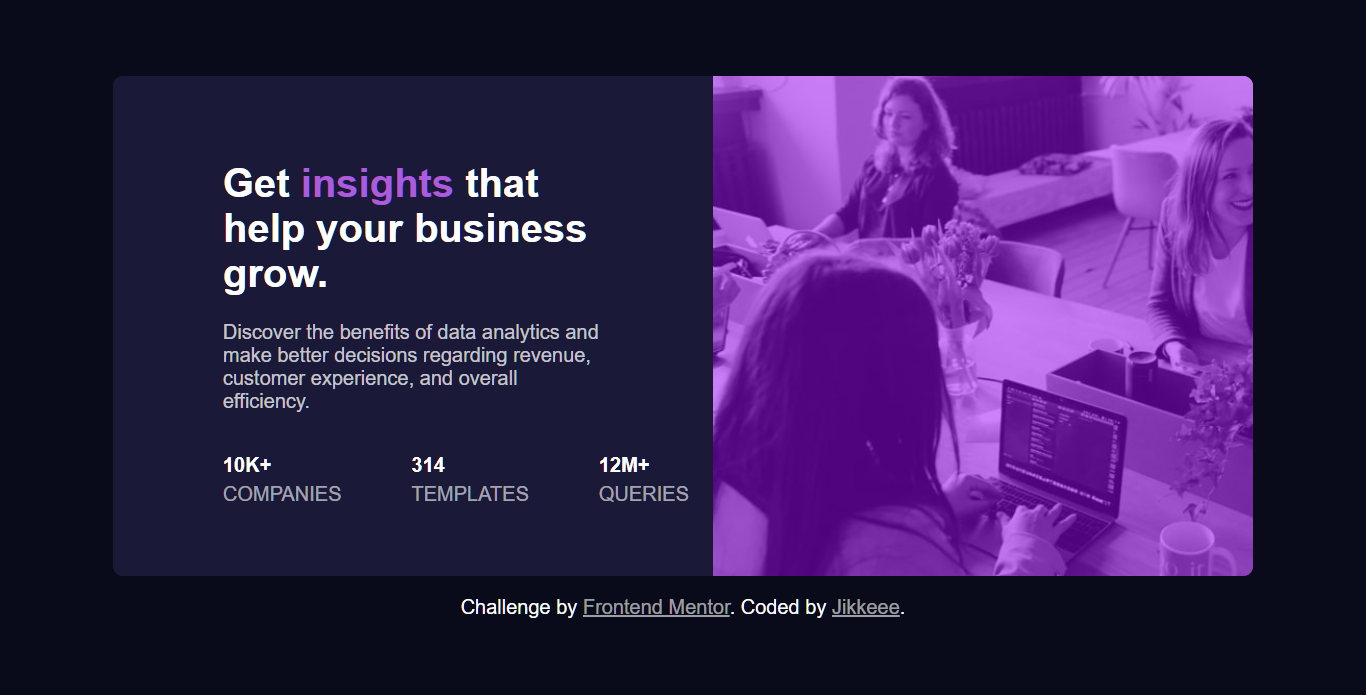 Get insights that
help your business
grow.
Discover the benefits of data analytics and
make better decisions regarding revenue,
customer experience, and overall
efficiency.
10K+ 314 12M+
COMPANIES TEMPLATES QUERIES
Challenge by Frontend Mentor. Coded by Jikkeee.